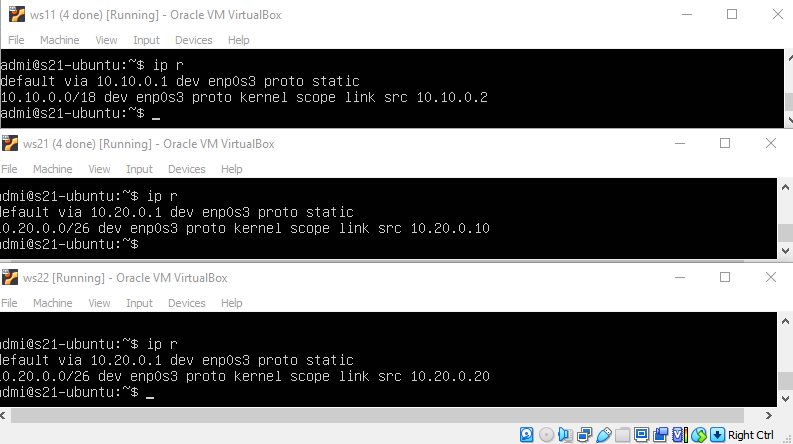 ws11 (4 done) [Running] - Oracle VM VirtualBox
File Machine View Input Devices Help
admi@s21-ubuntu:~$ ip r
default via 10.10.0.1 dev enp0s3 proto static
10.10.0.0/18 dev enp0s3 proto kernel scope link src 10.10.0.2
admi@s21-ubuntu:~$ _
ws21 (4 done) [Running] - Oracle VM VirtualBox
File Machine View Input Devices Help
admi@s21-ubuntu:~$ ip r
default via 10.20.0.1 dev enp0s3 proto static
10.20.0.0/26 dev enp0s3 proto kernel scope link src 10.20.0.10
admi@s21-ubuntu:~$
ws22 [Running] - Oracle VM VirtualBox
File Machine View Input Devices Help
admi@s21-ubuntu:~$ ip r
default via 10.20.0.1 dev enp0s3 proto static
10.20.0.0/26 dev enp0s3 proto kernel scope link src 10.20.0.20
admi@s21-ubuntu:~$ _
Right Ctrl